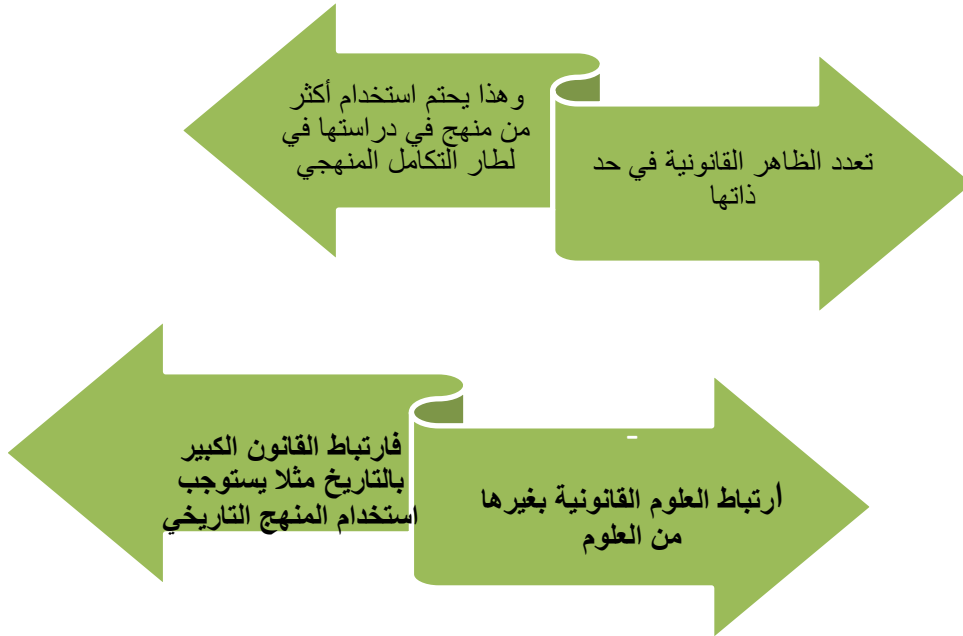 تعدد الظاهر القانونية في حد
ذاتها
وهذا يحتم استخدام أكثر
من منهج في دراستها في
لطار التكامل المنهجي
أرتباط العلوم القانونية بغيرها
من العلوم
فارتباط القانون الكبير
بالتاريخ مثلا يستوجب
استخدام المنهج التاريخي